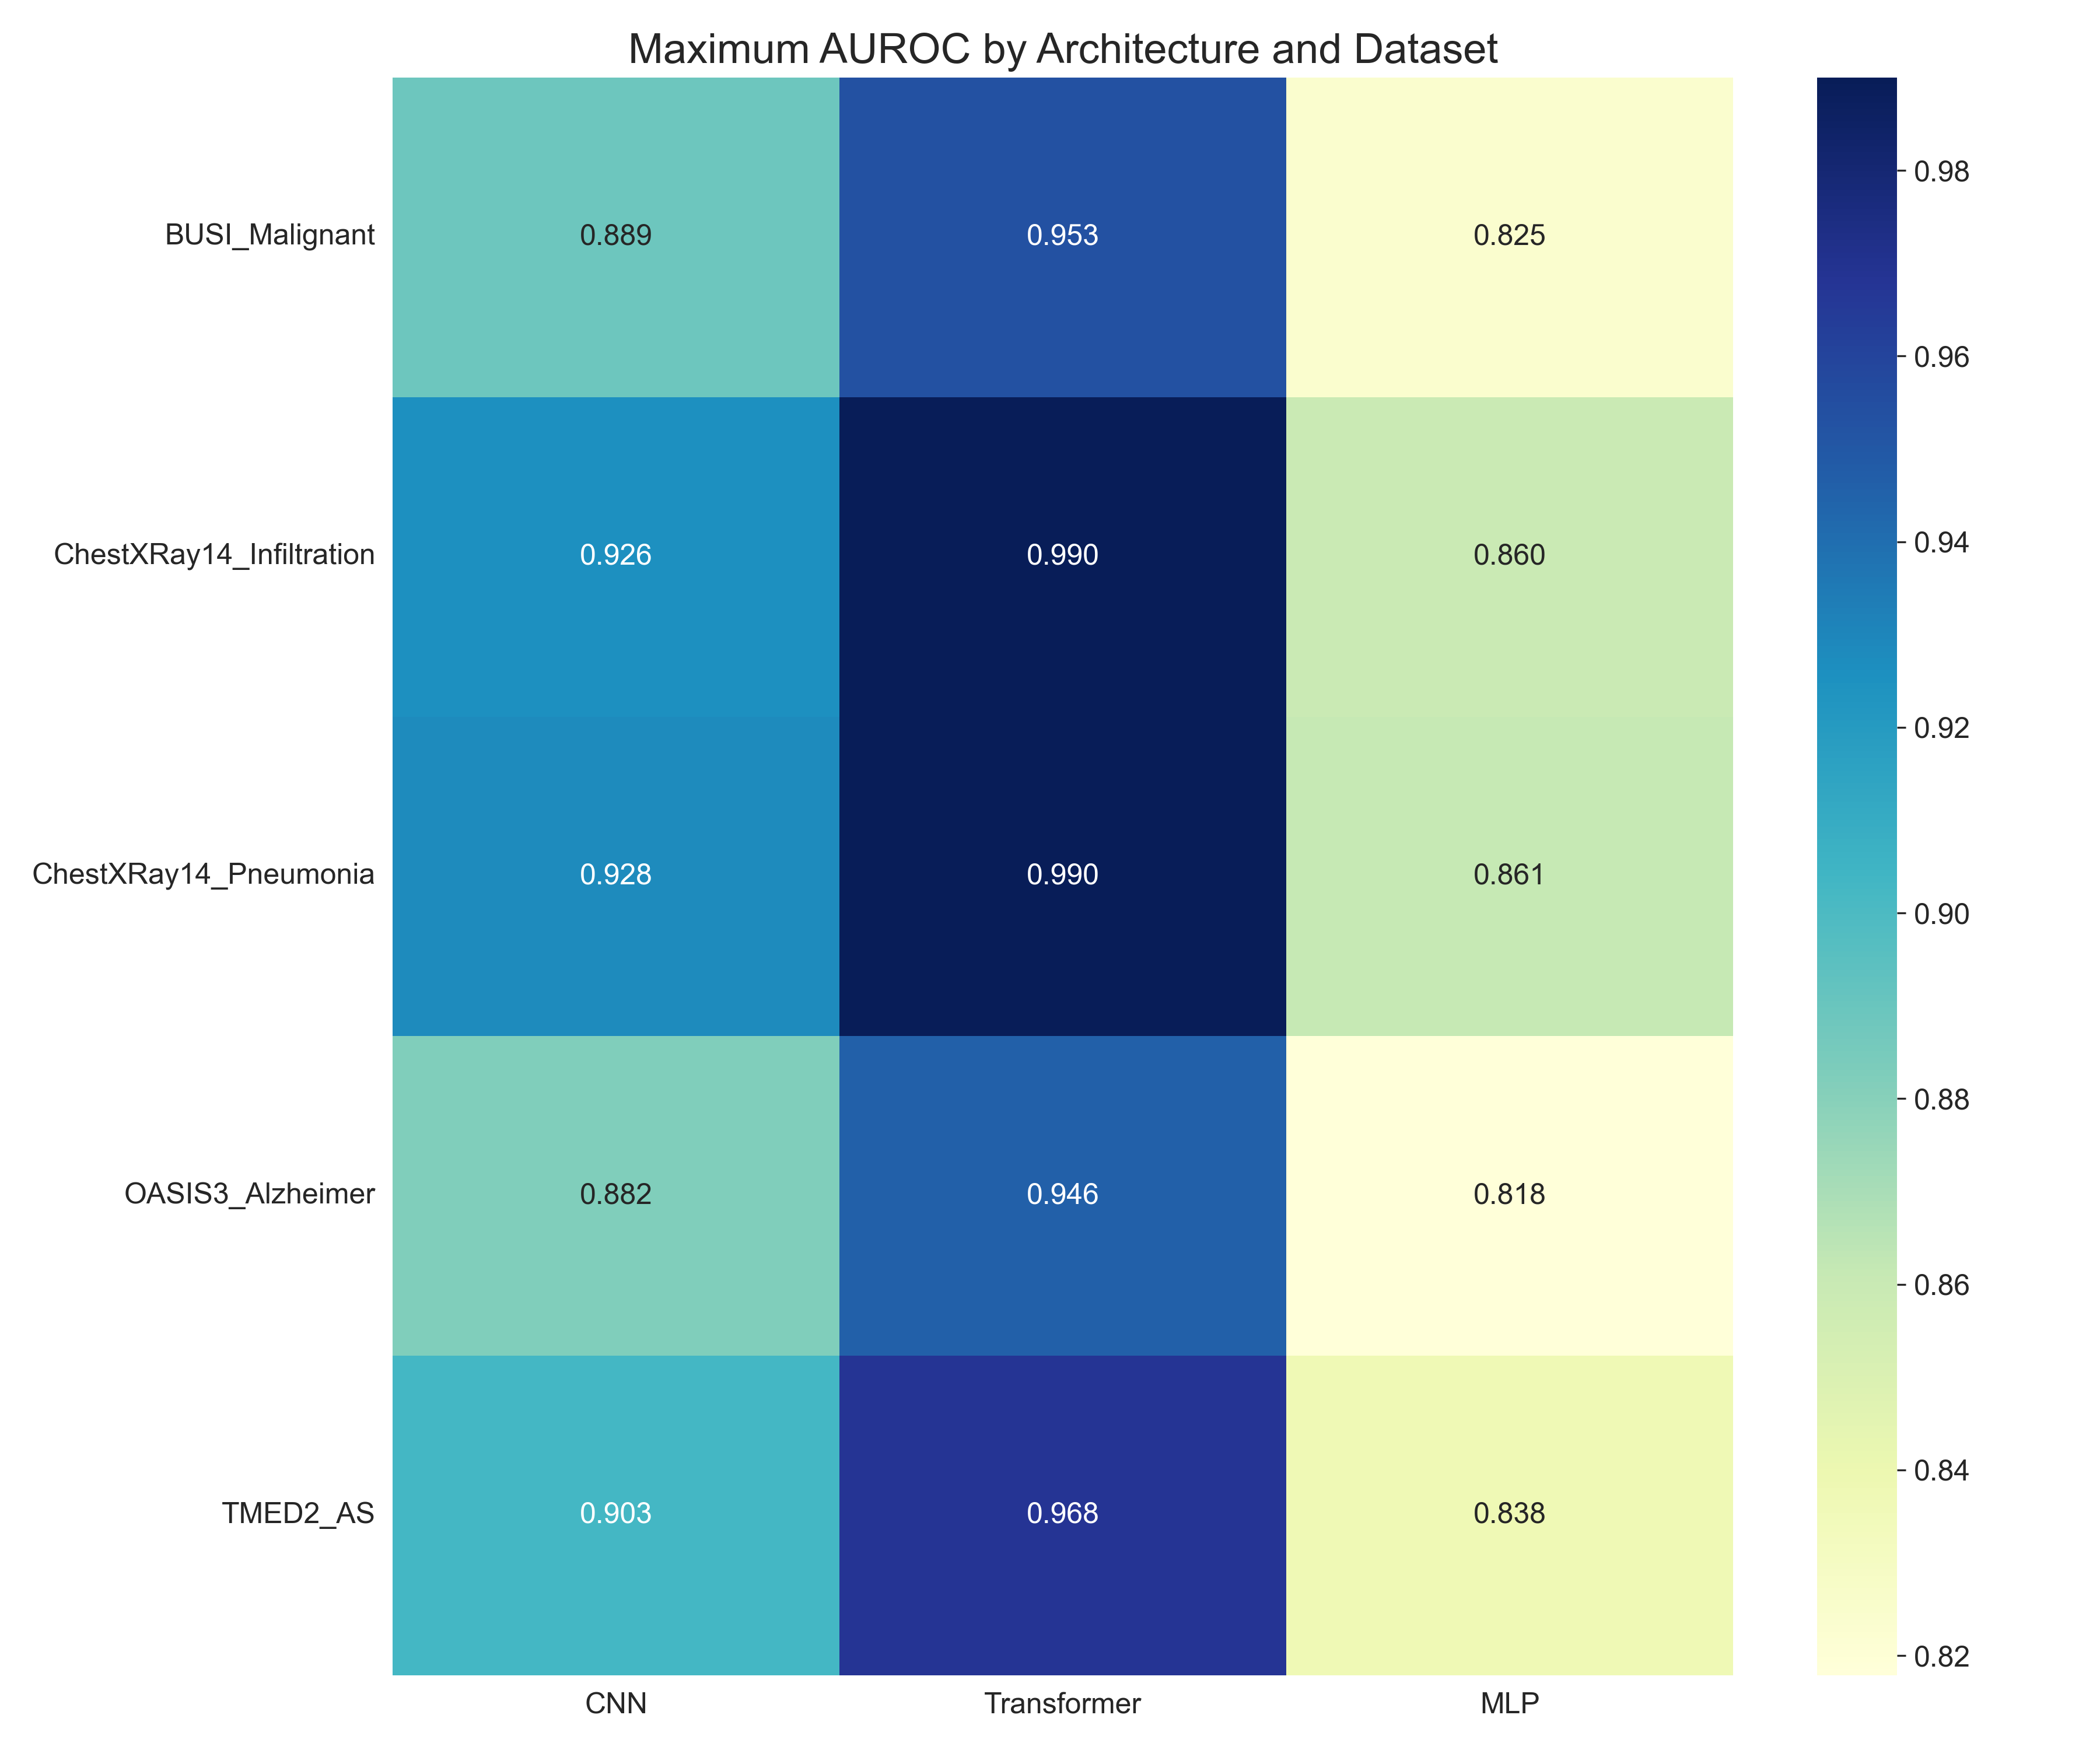 Maximum AUROC by Architecture and Dataset
BUSI_Malignant 0.889 0.953 0.825
ChestXRay14_Infiltration 0.926 0.990 0.860
ChestXRay14_Pneumonia 0.928 0.990 0.861
OASIS3_Alzheimer 0.882 0.946 0.818
TMED2_AS 0.903 0.968 0.838
CNN Transformer MLP
0.98
0.96
0.94
0.92
0.90
0.88
0.86
0.84
0.82